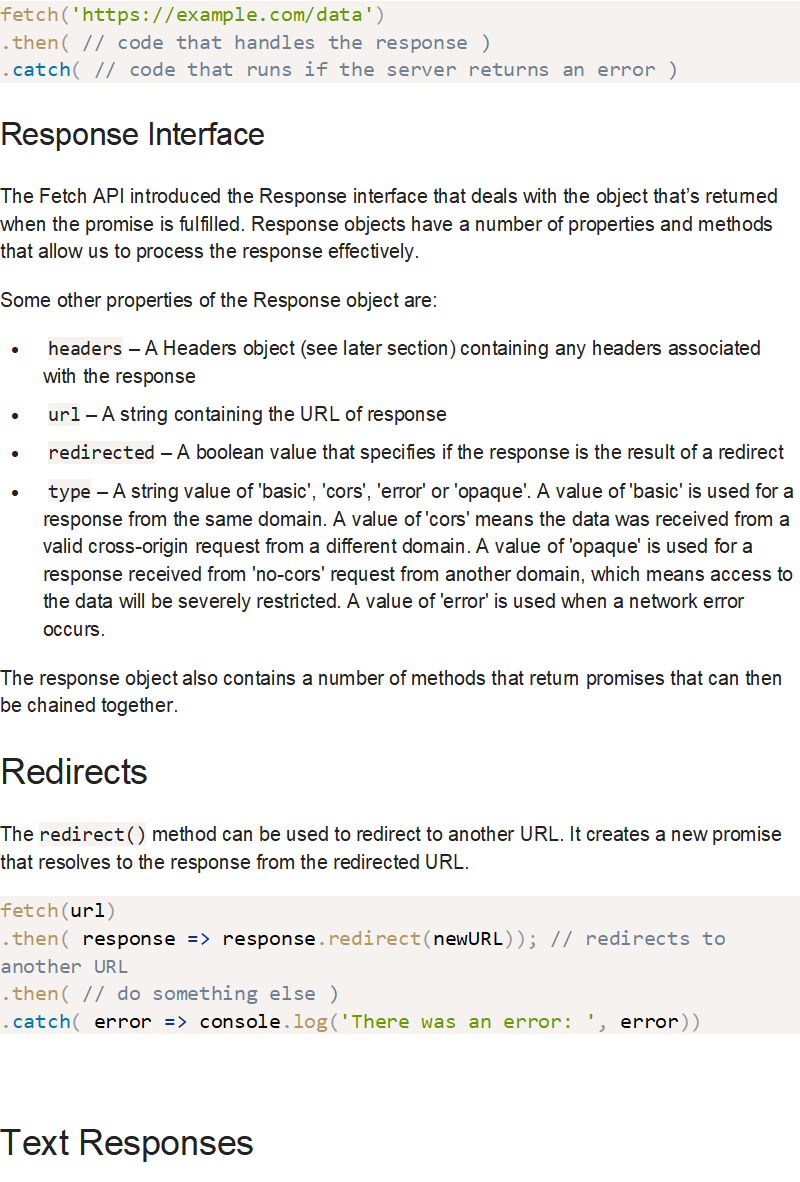 fetch('https://example.com/data')
.then( // code that handles the response )
.catch( // code that runs if the server returns an error )
Response Interface
The Fetch API introduced the Response interface that deals with the object that’s returned
when the promise is fulfilled. Response objects have a number of properties and methods
that allow us to process the response effectively.
Some other properties of the Response object are:
• headers – A Headers object (see later section) containing any headers associated
with the response
• url – A string containing the URL of response
• redirected – A boolean value that specifies if the response is the result of a redirect
• type – A string value of 'basic', 'cors', 'error' or 'opaque'. A value of 'basic' is used for a
response from the same domain. A value of 'cors' means the data was received from a
valid cross-origin request from a different domain. A value of 'opaque' is used for a
response received from 'no-cors' request from another domain, which means access to
the data will be severely restricted. A value of 'error' is used when a network error
occurs.
The response object also contains a number of methods that return promises that can then
be chained together.
Redirects
The redirect() method can be used to redirect to another URL. It creates a new promise
that resolves to the response from the redirected URL.
fetch(url)
.then( response => response.redirect(newURL)); // redirects to
another URL
.then( // do something else )
.catch( error => console.log('There was an error: ', error))
Text Responses